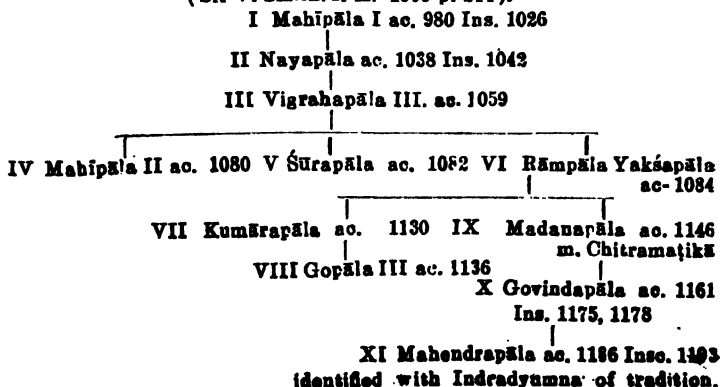 I Mahīpāla I ac. 980 Ins. 1026
II Nayapāla ac. 1038 Ins. 1042
III Vigrahapāla III. ac. 1059
IV Mahīpāla II ac. 1080 V Śūrapāla ac. 1082 VI Rāmpāla Yakśapāla
ac- 1084
VII Kumārapāla ac. 1130 IX Madanapāla ac. 1146
m. Chitramaṭikā
VIII Gopāla III ac. 1136
X Govindapāla ac. 1161
Ins. 1175, 1178
XI Mahendrapāla ac. 1186 Insc. 1193
identified with Indradyumna of tradition.